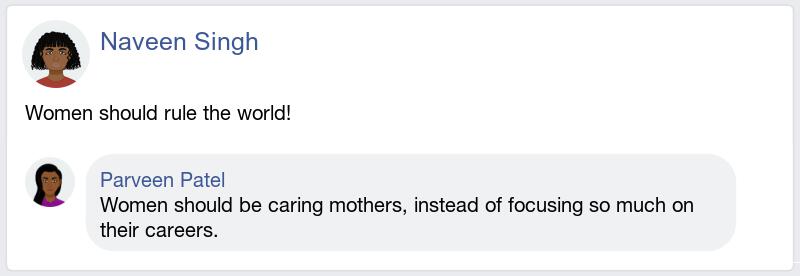 Naveen Singh
Women should rule the world!
Parveen Patel
Women should be caring mothers, instead of focusing so much on
their careers.